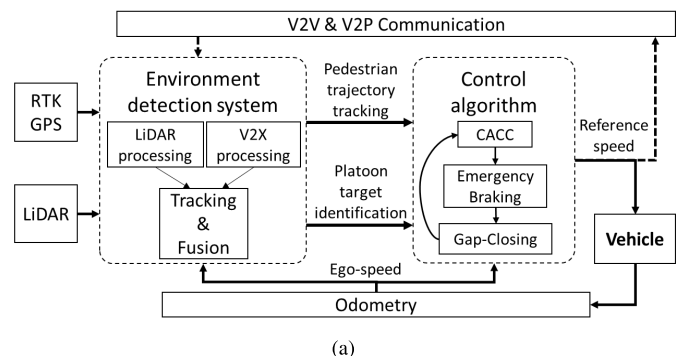 V2V & V2P Communication
RTK
GPS
LiDAR
Environment
detection system
LiDAR
processing
V2X
processing
Tracking
&
Fusion
Pedestrian
trajectory
tracking
Platoon
target
identification
Control
algorithm
CACC
Emergency
Braking
Gap-Closing
Reference
speed
Vehicle
Ego-speed
Odometry
(a)